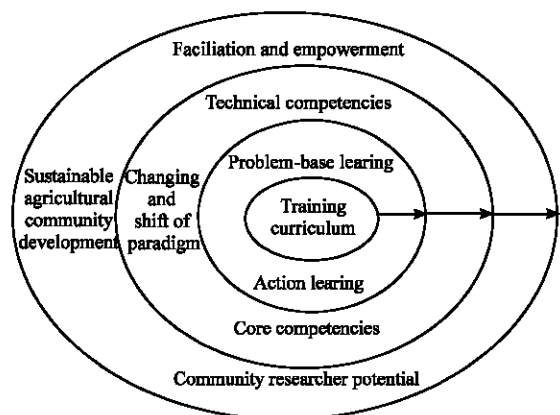 Faciliation and empowerment
Technical competencies
Problem-base learing
Sustainable
agricultural
community
development
Changing
and
shift of
paradigm
Training
curriculum
Action learing
Core competencies
Community researcher potential